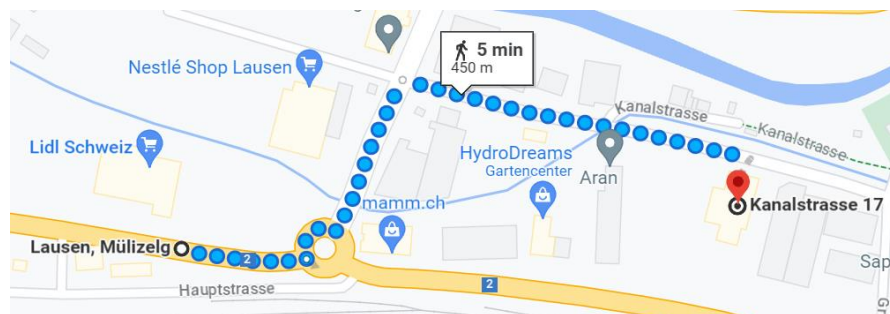 5 min
450 m
Nestlé Shop Lausen
Kanalstrasse
Kanalstrasse
Lidl Schweiz
HydroDreams
Gartencenter
Aran
mamm.ch
Kanalstrasse 17
Lausen, Mülizelg
2
Hauptstrasse
2
Sap
Gr